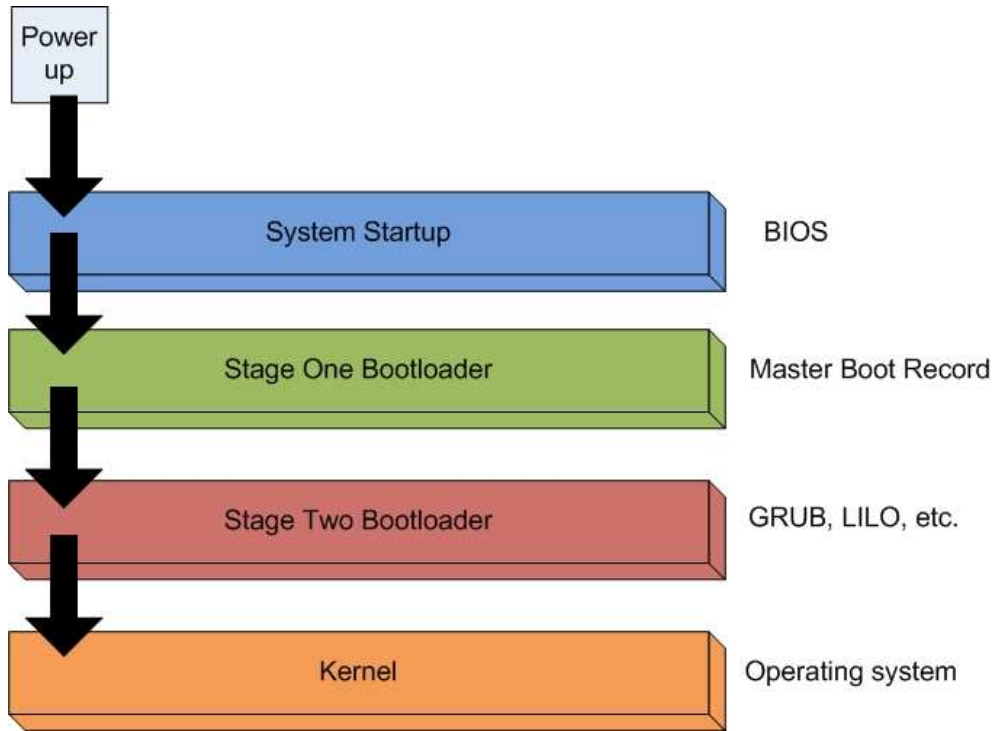 Power
up
System Startup
BIOS
Stage One Bootloader
Master Boot Record
Stage Two Bootloader
GRUB, LILO, etc.
Kernel
Operating system